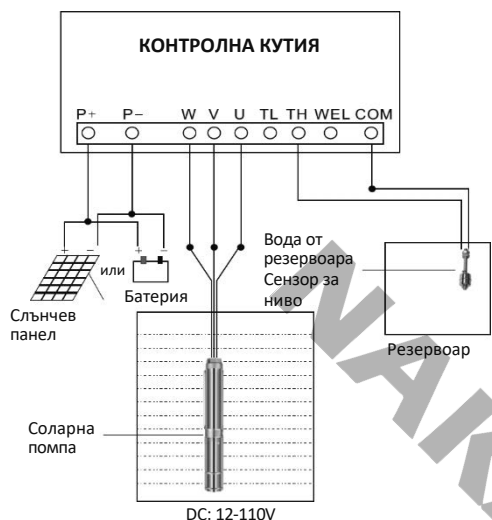 КОНТРОЛНА КУТИЯ
P+ P− W V U TL TH WEL COM
+ − + −
или
Слънчев
панел
Батерия
Вода от
резервоара
Сензор за
ниво
Резервоар
Соларна
помпа
DC: 12-110V